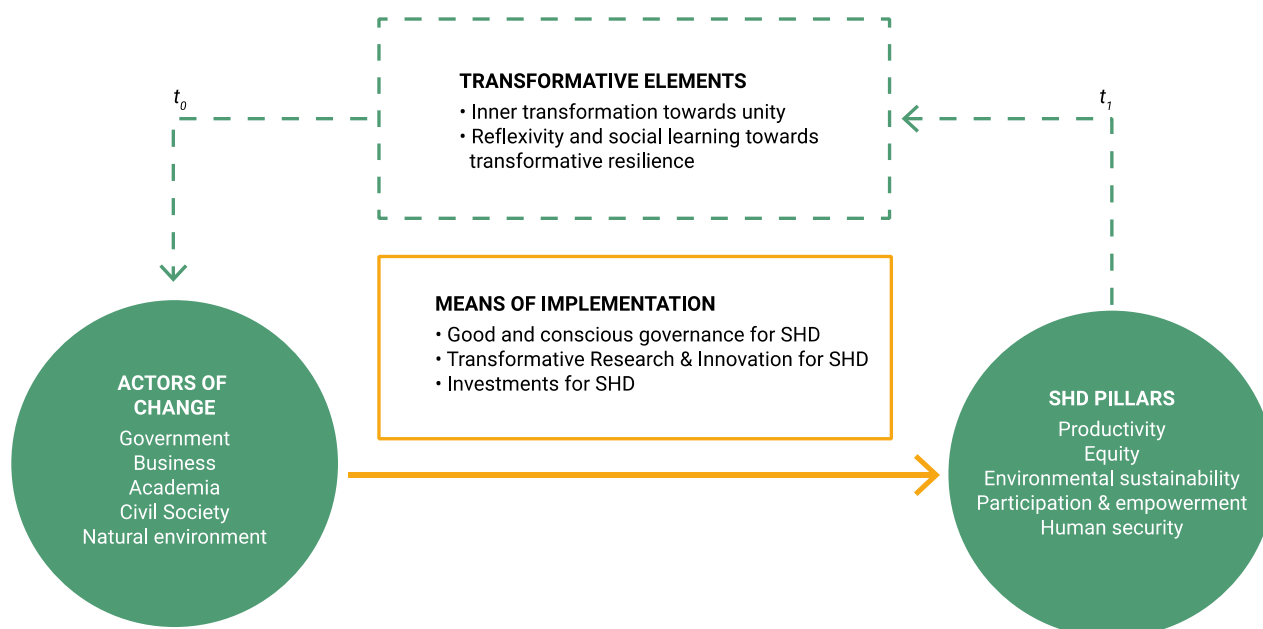 t0
TRANSFORMATIVE ELEMENTS
• Inner transformation towards unity
• Reflexivity and social learning towards
transformative resilience
t1
MEANS OF IMPLEMENTATION
• Good and conscious governance for SHD
• Transformative Research & Innovation for SHD
• Investments for SHD
ACTORS OF
CHANGE
Government
Business
Academia
Civil Society
Natural environment
SHD PILLARS
Productivity
Equity
Environmental sustainability
Participation & empowerment
Human security